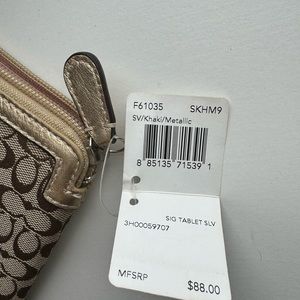 F61035 SKHM9
SV/Khaki/Metallic
8 85135 71539 1
SIG TABLET SLV
3H00059707
MFSRP $88.00